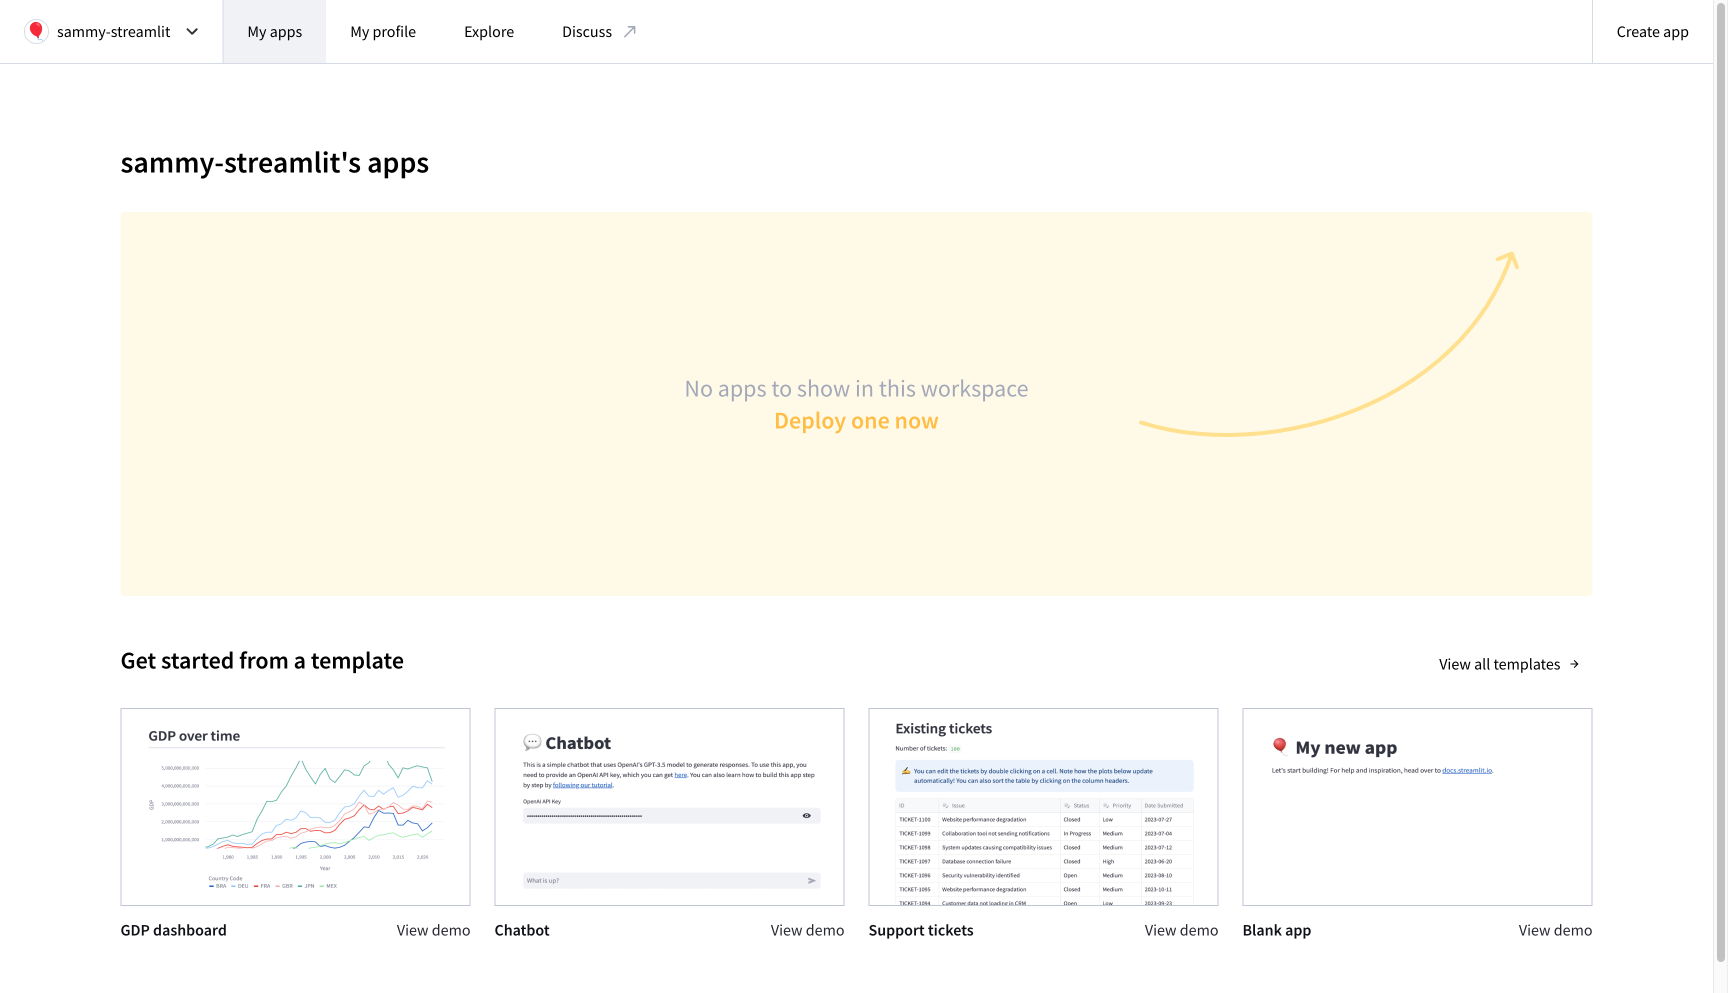 sammy-streamlit
My apps
My profile
Explore
Discuss
Create app
sammy-streamlit's apps
No apps to show in this workspace
Deploy one now
Get started from a template
View all templates →
GDP over time
5,000,000,000,000
4,000,000,000,000
3,000,000,000,000
2,000,000,000,000
1,000,000,000,000
GDP
1,980 1,985 1,990 1,995 2,000 2,005 2,010 2,015 2,020
Year
Country Code
BRA DEU FRA GBR JPN MEX
GDP dashboard
View demo
Chatbot
This is a simple chatbot that uses OpenAI's GPT-3.5 model to generate responses. To use this app, you
need to provide an OpenAI API key, which you can get here. You can also learn how to build this app step
by step by following our tutorial.
OpenAI API Key
What is up?
Chatbot
View demo
Existing tickets
Number of tickets: 100
You can edit the tickets by double clicking on a cell. Note how the plots below update
automatically! You can also sort the table by clicking on the column headers.
ID Issue Status Priority Date Submitted
TICKET-1100 Website performance degradation Closed Low 2023-07-27
TICKET-1099 Collaboration tool not sending notifications In Progress Medium 2023-07-04
TICKET-1098 System updates causing compatibility issues Closed Medium 2023-07-12
TICKET-1097 Database connection failure Closed High 2023-06-20
TICKET-1096 Security vulnerability identified Open Medium 2023-08-10
TICKET-1095 Website performance degradation Closed Medium 2023-10-11
TICKET-1094 Customer data not loading in CRM Open Low 2023-09-23
Support tickets
View demo
My new app
Let's start building! For help and inspiration, head over to docs.streamlit.io.
Blank app
View demo